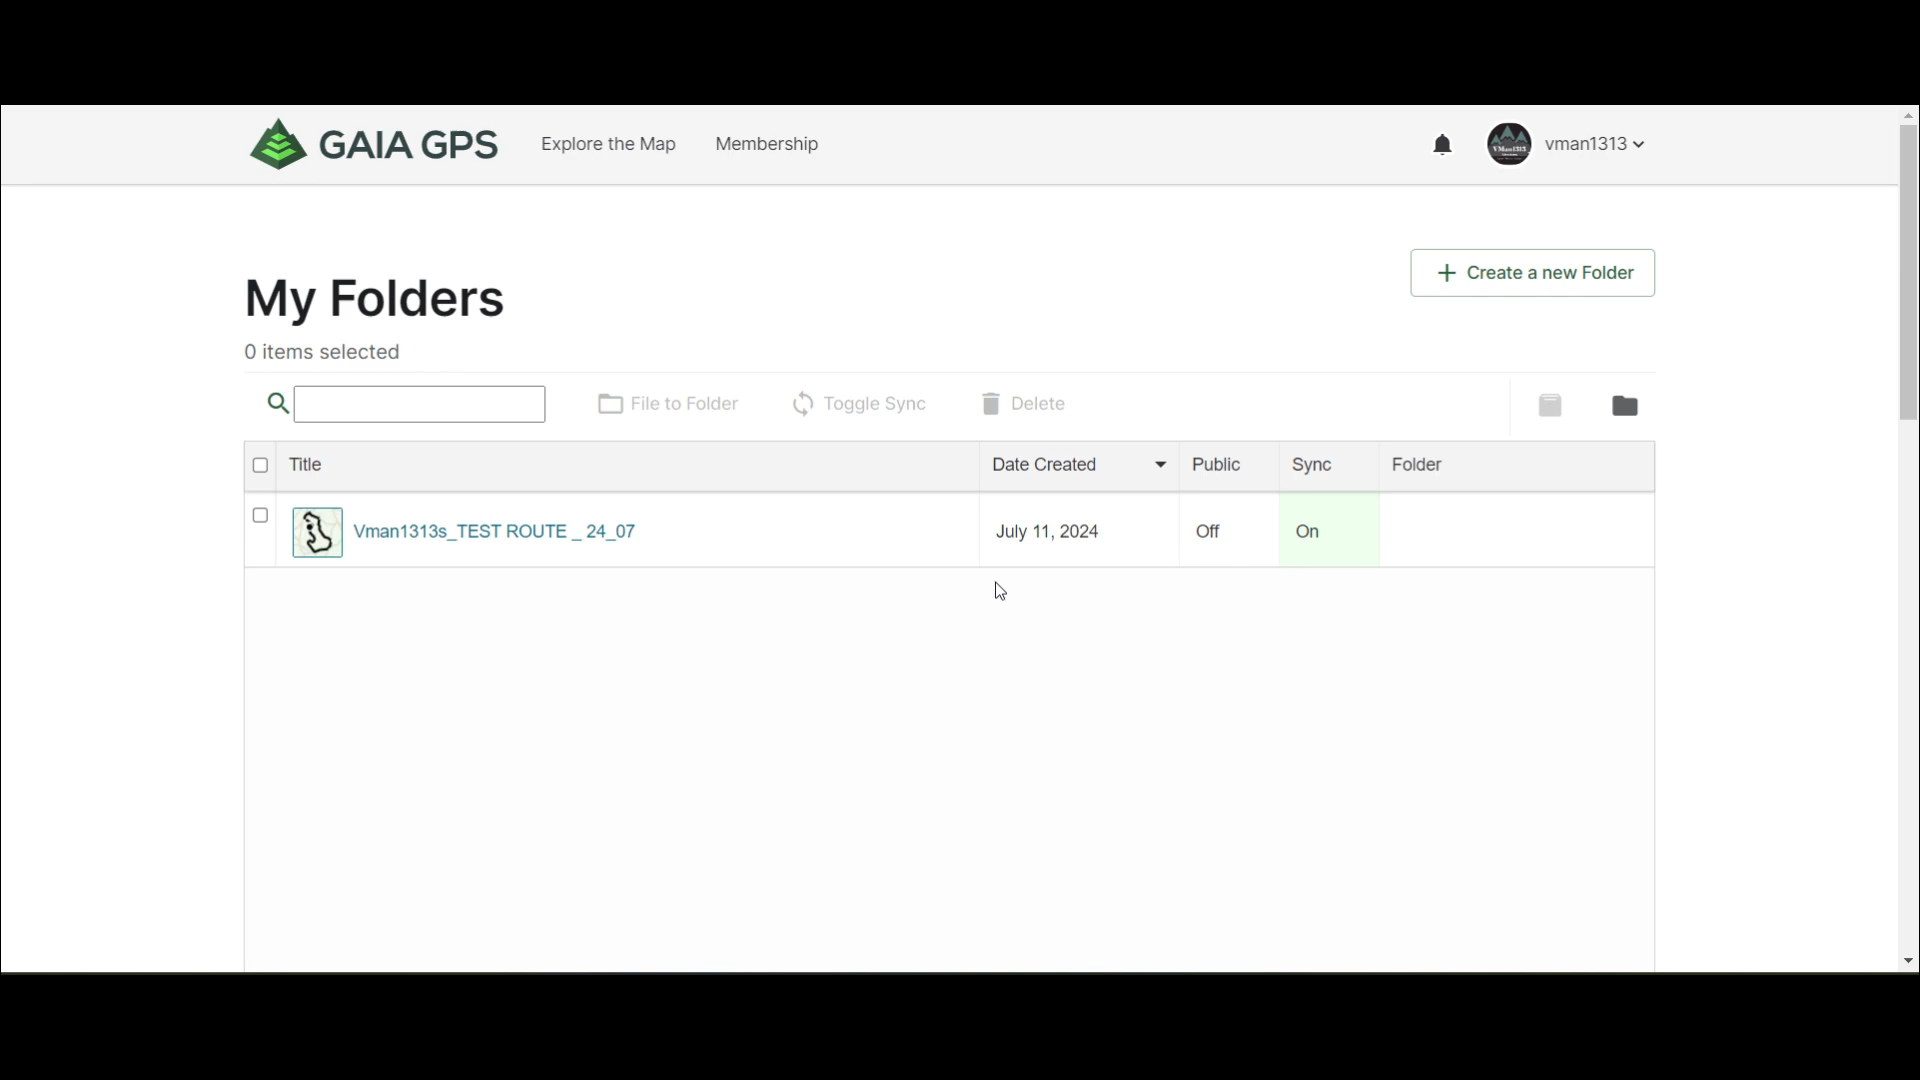 GAIA GPS Explore the Map Membership vman1313
Create a new Folder
My Folders
0 items selected
File to Folder Toggle Sync Delete
Title Date Created Public Sync Folder
Vman1313s_TEST ROUTE _ 24_07 July 11, 2024 Off On